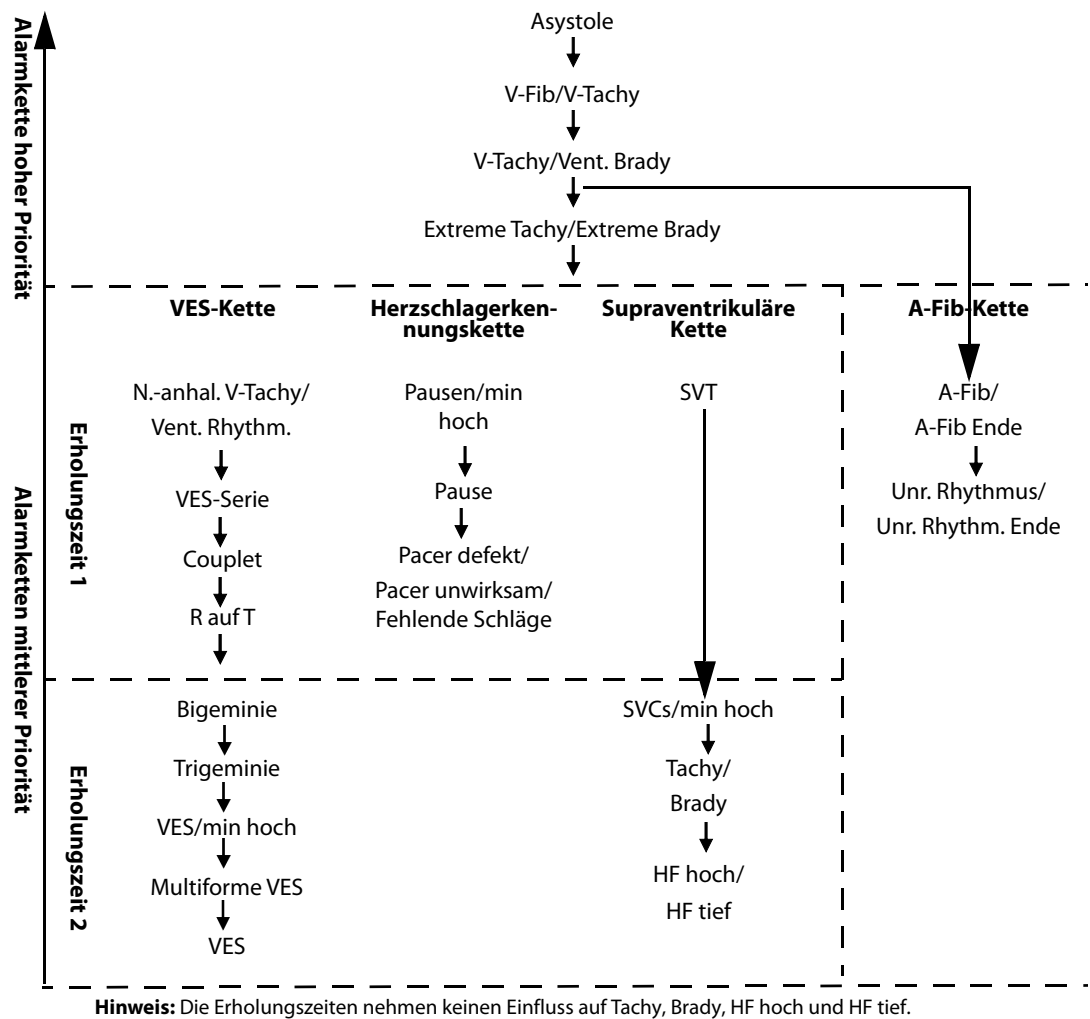 Alarmkette hoher Priorität
Asystole
V-Fib/V-Tachy
V-Tachy/Vent. Brady
Extreme Tachy/Extreme Brady
Alarmketten mittlerer Priorität
Erholungszeit 1
VES-Kette
N.-anhal. V-Tachy/
Vent. Rhythm.
VES-Serie
Couplet
R auf T
Herzschlagerken-
nungskette
Pausen/min
hoch
Pause
Pacer defekt/
Pacer unwirksam/
Fehlende Schläge
Supraventrikuläre
Kette
SVT
A-Fib-Kette
A-Fib/
A-Fib Ende
Unr. Rhythmus/
Unr. Rhythm. Ende
Erholungszeit 2
Bigeminie
Trigeminie
VES/min hoch
Multiforme VES
VES
SVCs/min hoch
Tachy/
Brady
HF hoch/
HF tief
Hinweis: Die Erholungszeiten nehmen keinen Einfluss auf Tachy, Brady, HF hoch und HF tief.